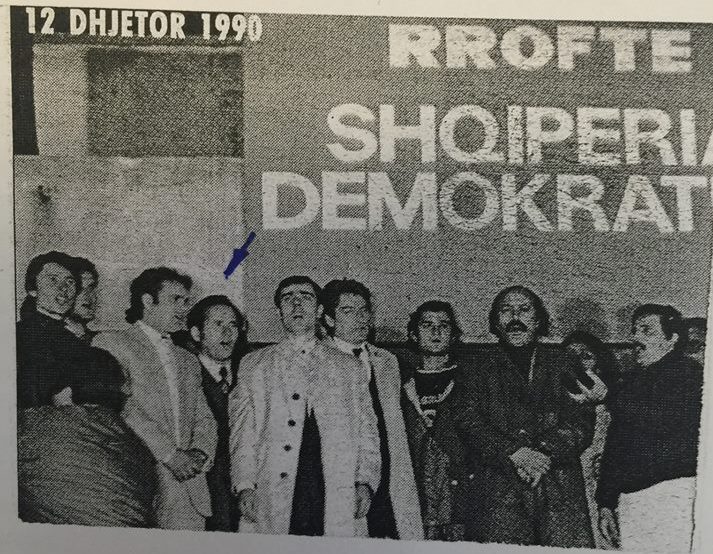 12 DHJETOR 1990
RROFTE
SHQIPERIA
DEMOKRAT